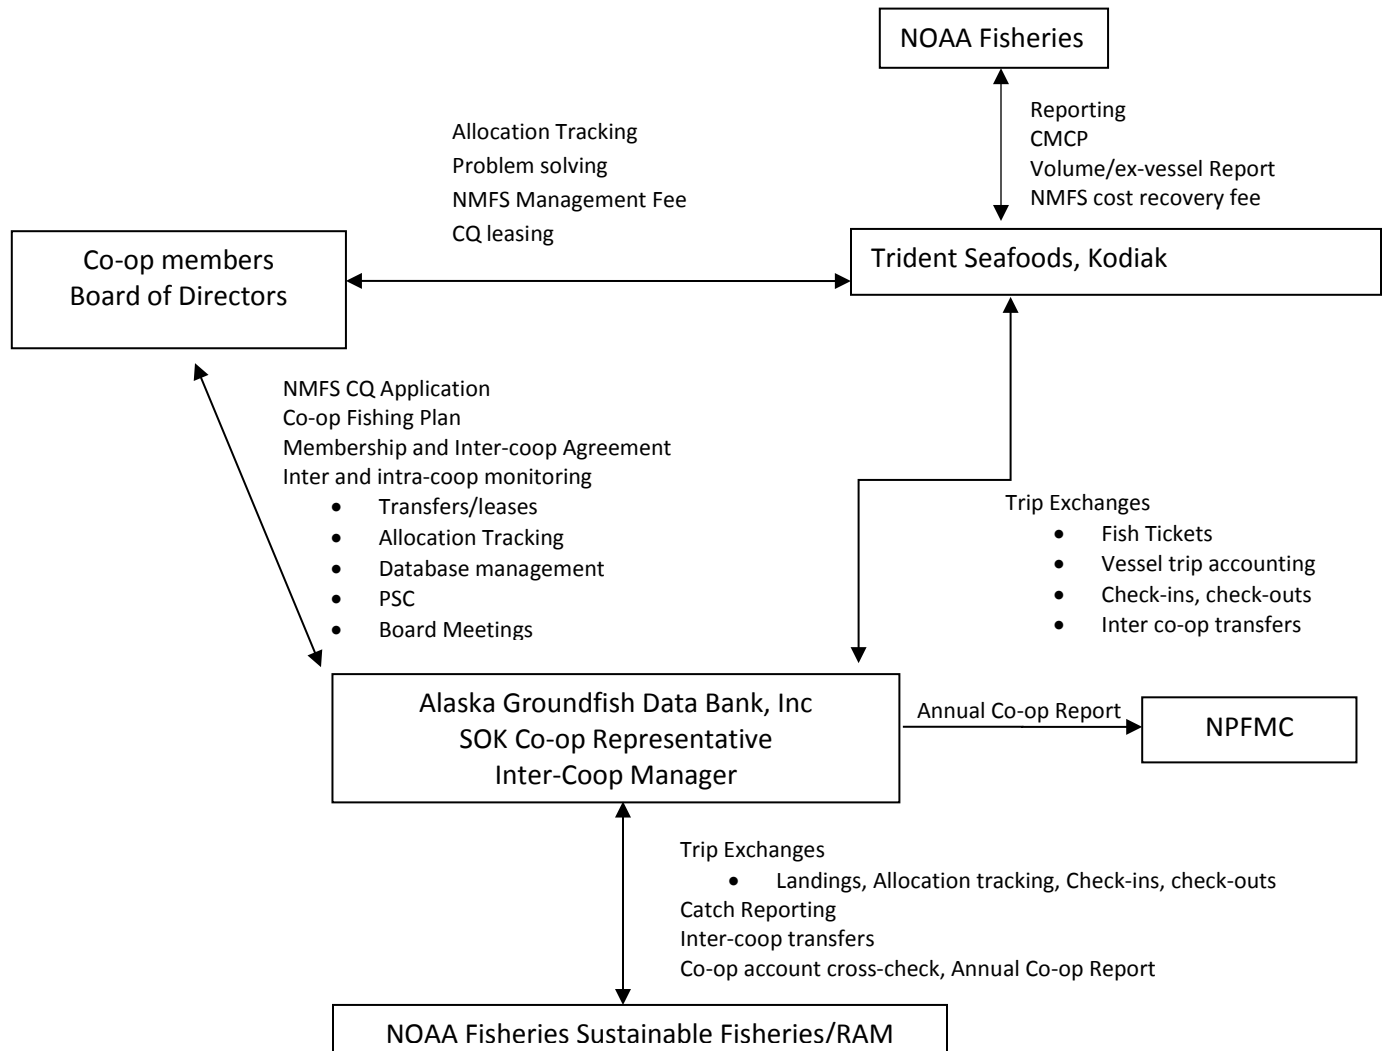 NOAA Fisheries
Reporting
CMCP
Volume/ex-vessel Report
NMFS cost recovery fee
Allocation Tracking
Problem solving
NMFS Management Fee
CQ leasing
Co-op members
Board of Directors
Trident Seafoods, Kodiak
NMFS CQ Application
Co-op Fishing Plan
Membership and Inter-coop Agreement
Inter and intra-coop monitoring
• Transfers/leases
• Allocation Tracking
• Database management
• PSC
• Board Meetings
Trip Exchanges
• Fish Tickets
• Vessel trip accounting
• Check-ins, check-outs
• Inter co-op transfers
Alaska Groundfish Data Bank, Inc
SOK Co-op Representative
Inter-Coop Manager
Annual Co-op Report
NPFMC
Trip Exchanges
• Landings, Allocation tracking, Check-ins, check-outs
Catch Reporting
Inter-coop transfers
Co-op account cross-check, Annual Co-op Report
NOAA Fisheries Sustainable Fisheries/RAM